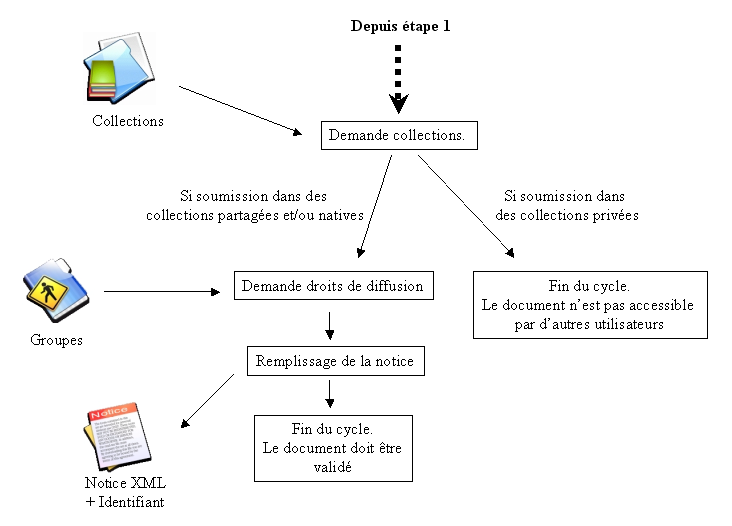 Depuis étape 1
Collections
Demande collections.
Si soumission dans des
collections partagées et/ou natives
Si soumission dans
des collections privées
Groupes
Demande droits de diffusion
Fin du cycle.
Le document n’est pas accessible
par d’autres utilisateurs
Remplissage de la notice
Notice
Notice XML
+ Identifiant
Fin du cycle.
Le document doit être
validé